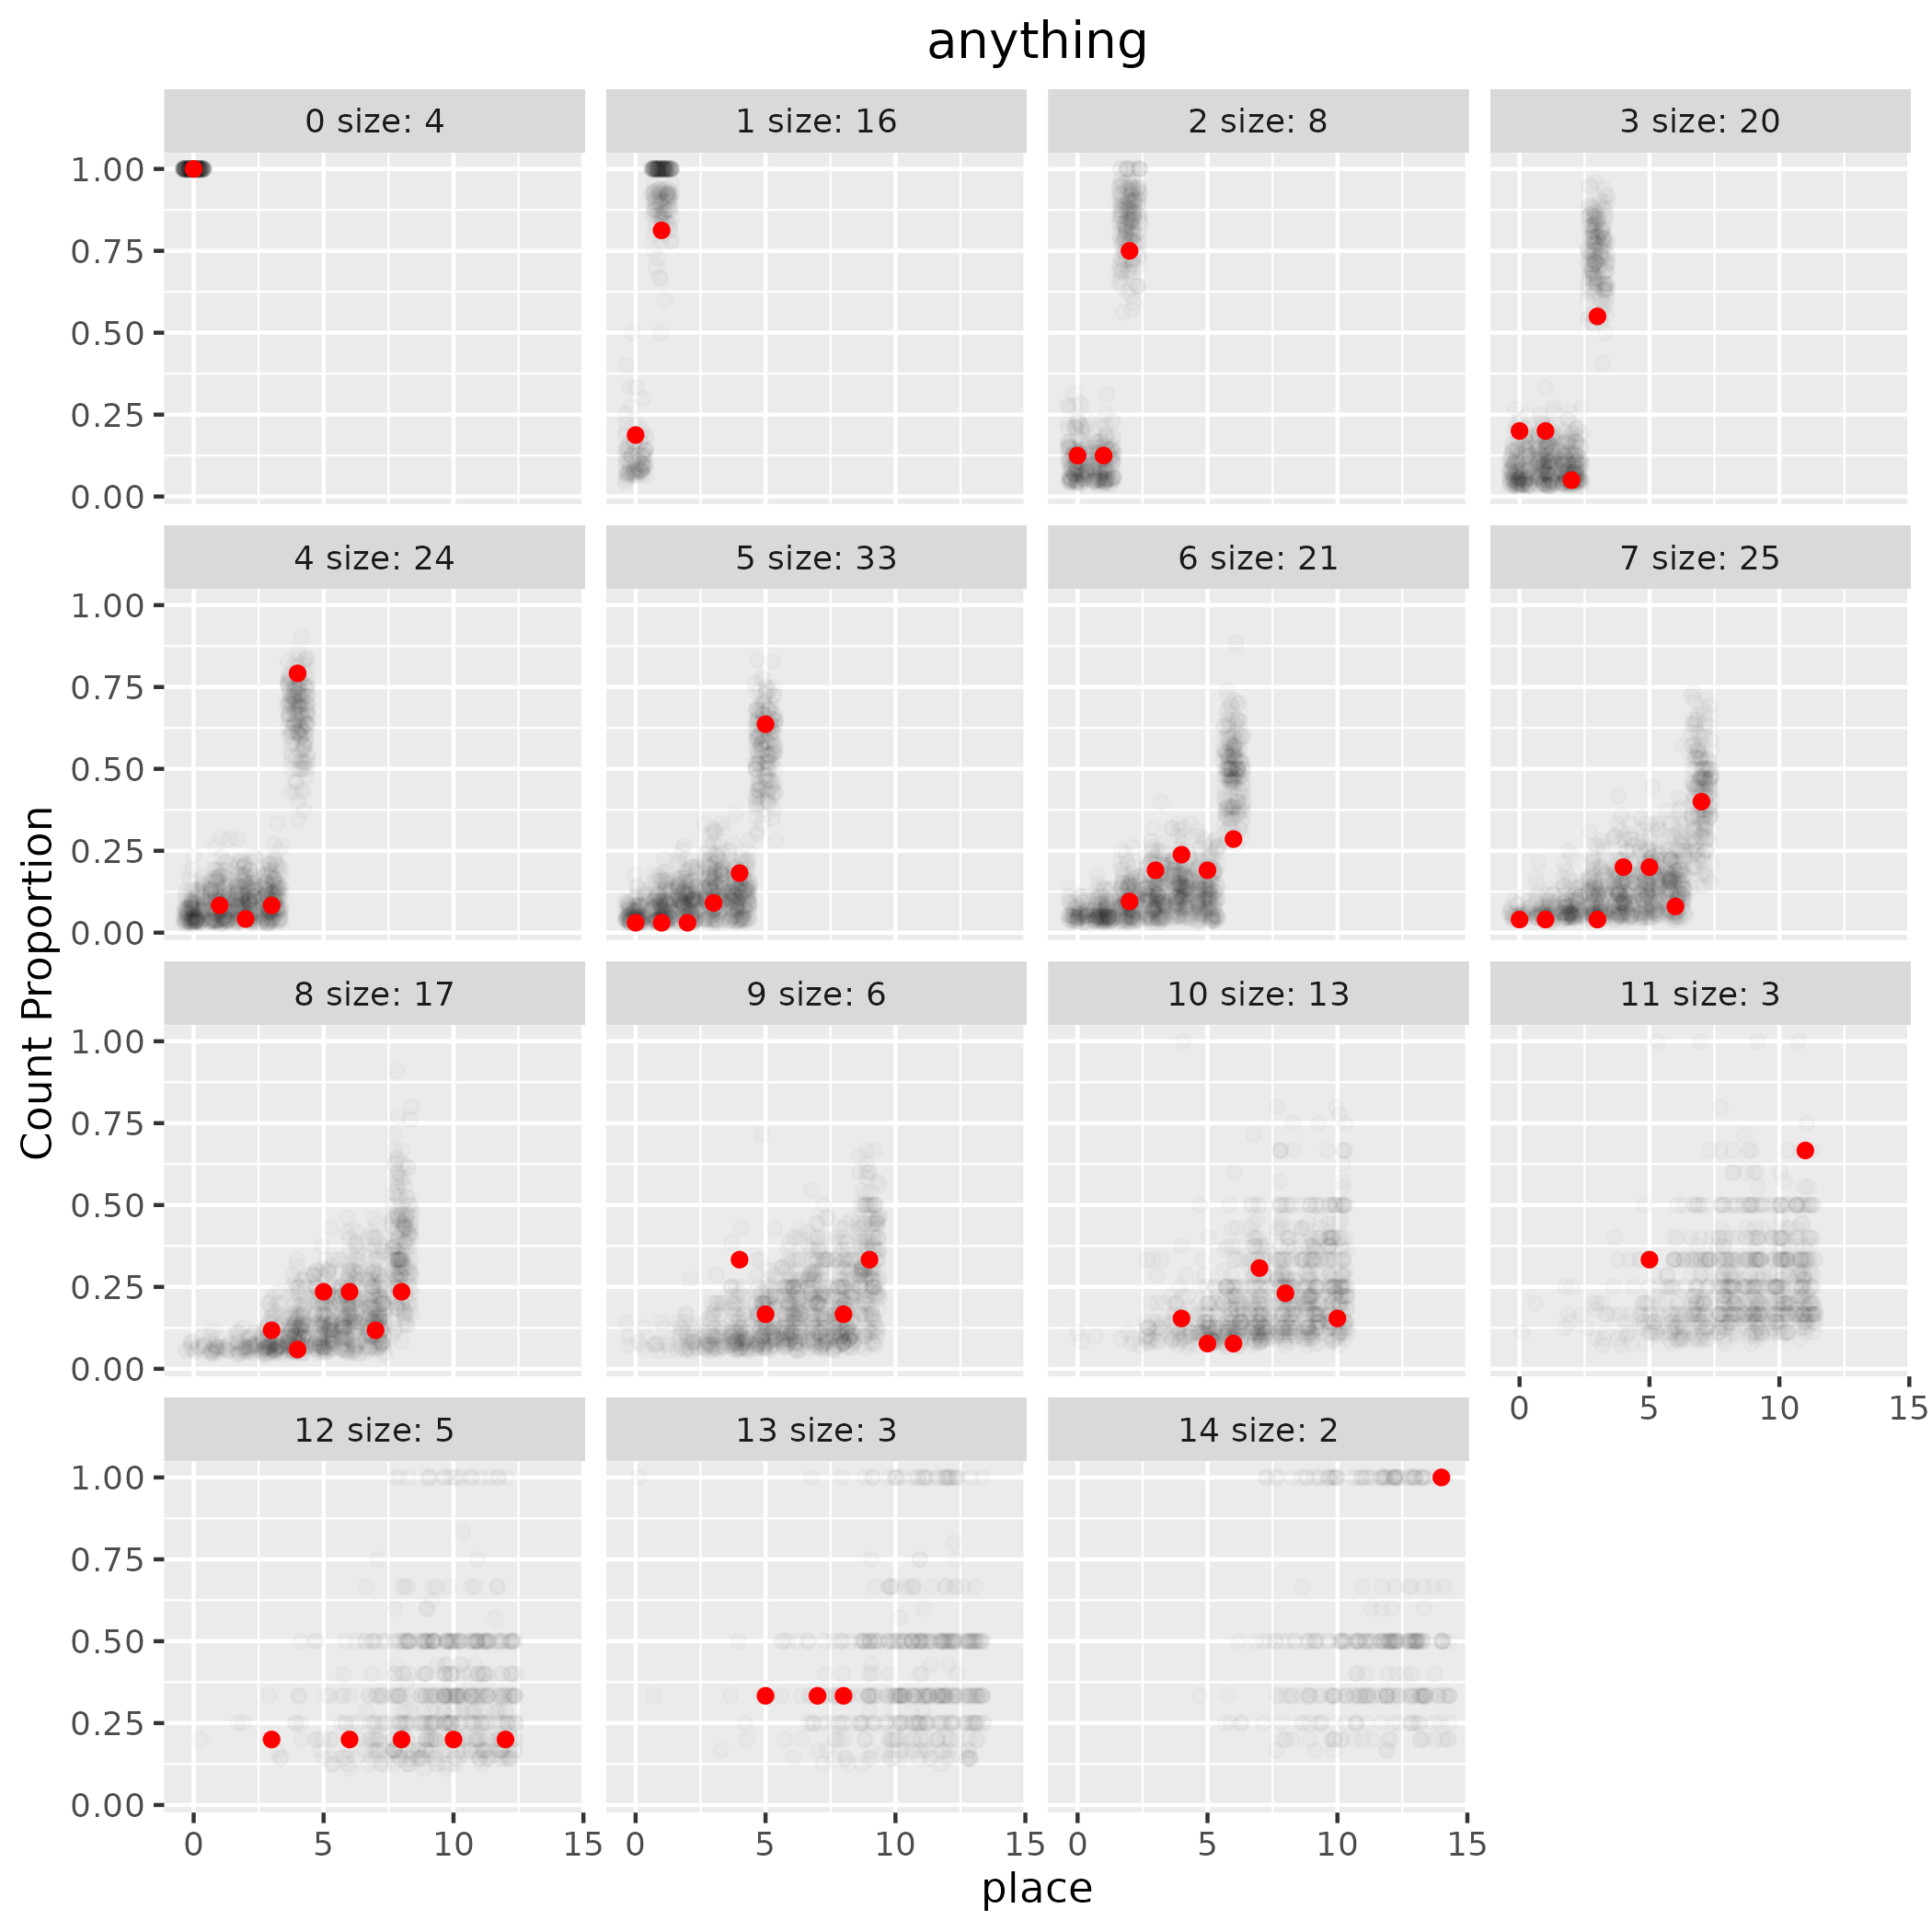 anything
0 size: 4
1 size: 16
2 size: 8
3 size: 20
1.00
0.75
0.50
0.25
0.00
4 size: 24
5 size: 33
6 size: 21
7 size: 25
1.00
0.75
0.50
0.25
0.00
Count Proportion
8 size: 17
9 size: 6
10 size: 13
11 size: 3
1.00
0.75
0.50
0.25
0.00
0 5 10 15
12 size: 5
13 size: 3
14 size: 2
1.00
0.75
0.50
0.25
0.00
0 5 10 15
0 5 10 15
0 5 10 15
place